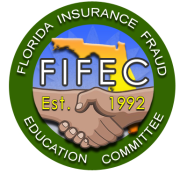 FLORIDA INSURANCE FRAUD
FIFEC
Est. 1992
EDUCATION COMMITTEE